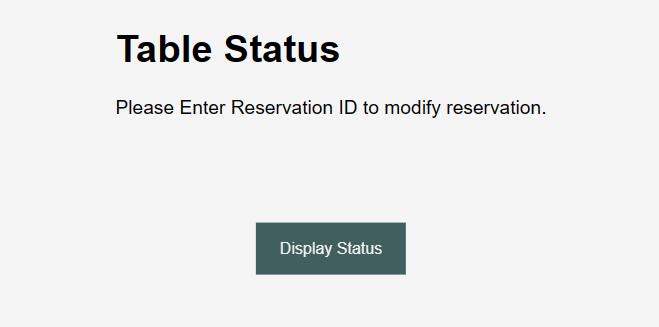 Table Status
Please Enter Reservation ID to modify reservation.
Display Status